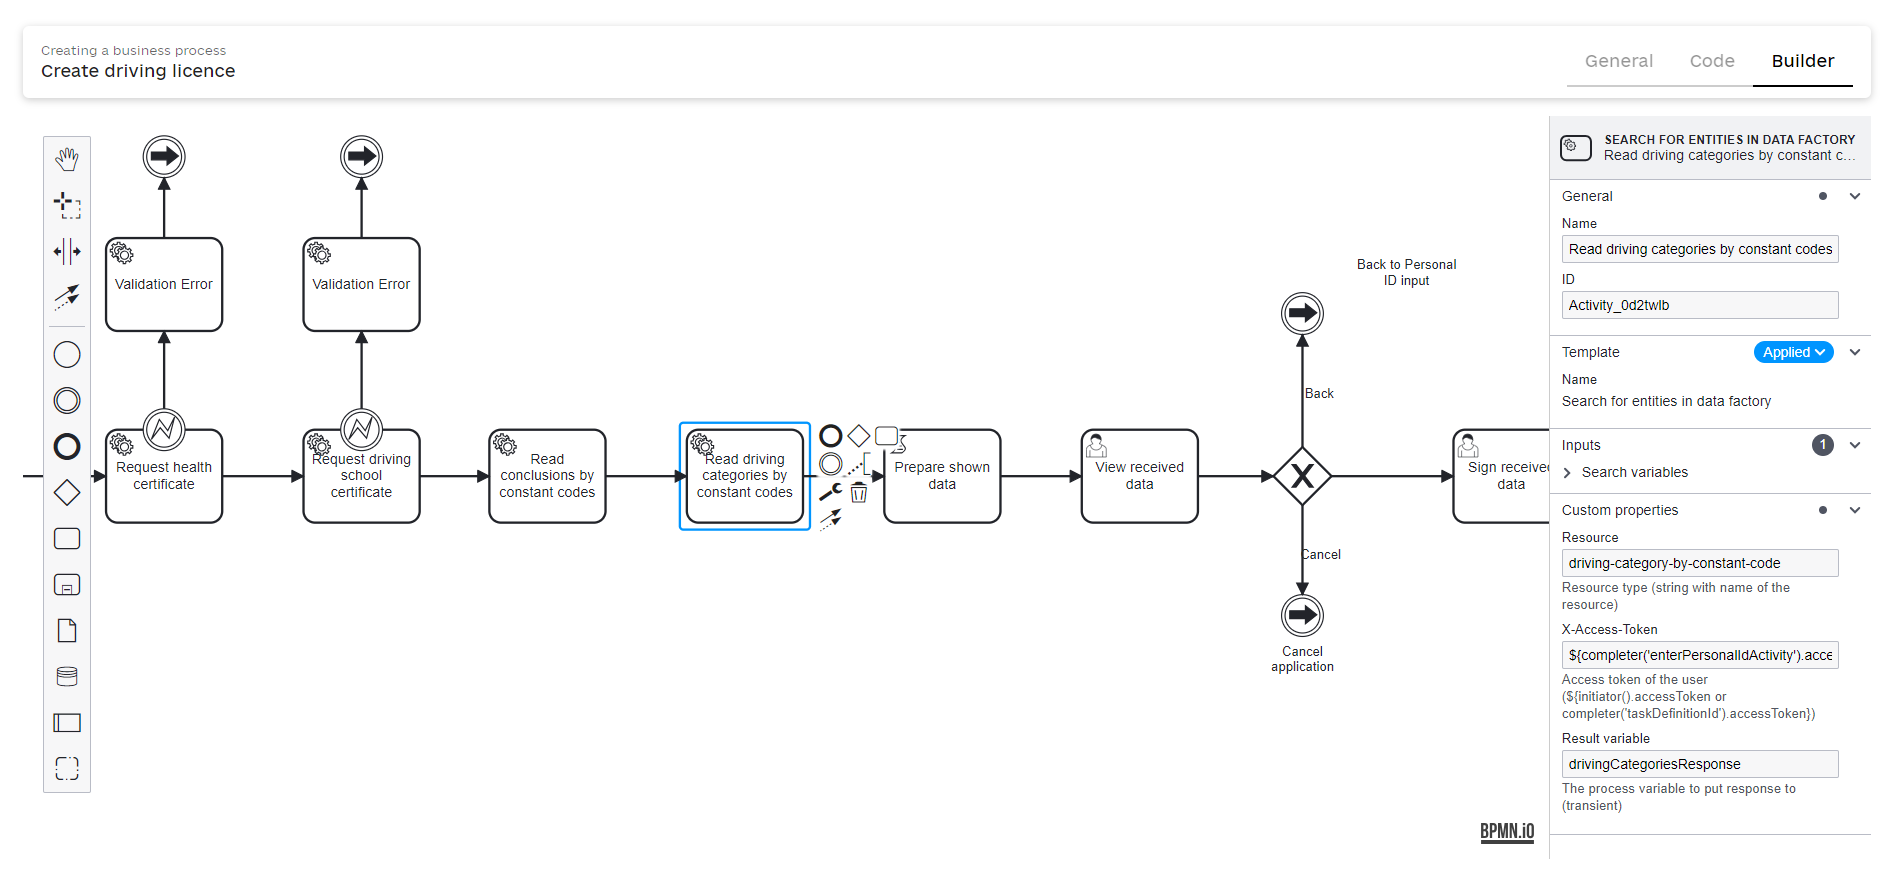 Creating a business process
Create driving licence
General
Code
Builder
Validation Error
Validation Error
Request health
certificate
Request driving
school
certificate
Read
conclusions by
constant codes
Read driving
categories by
constant codes
Prepare shown
data
View received
data
Back to Personal
ID input
Back
Cancel
Cancel
application
Sign received
data
BPMN.iO
SEARCH FOR ENTITIES IN DATA FACTORY
Read driving categories by constant c...
General
Name
Read driving categories by constant codes
ID
Activity_0d2twlb
Template
Applied
Name
Search for entities in data factory
Inputs
1
Search variables
Custom properties
Resource
driving-category-by-constant-code
Resource type (string with name of the
resource)
X-Access-Token
${completer('enterPersonalIdActivity').acce
Access token of the user
(${initiator().accessToken or
completer('taskDefinitionId').accessToken})
Result variable
drivingCategoriesResponse
The process variable to put response to
(transient)